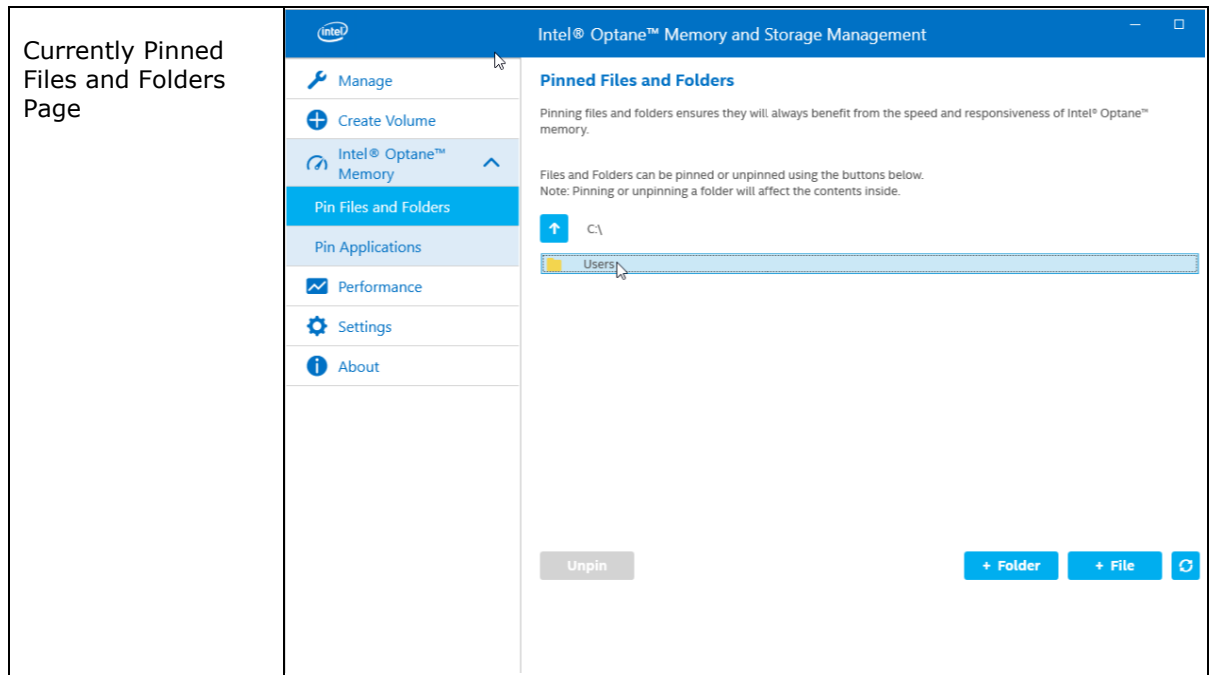 Currently Pinned
Files and Folders
Page
intel
Intel® Optane™ Memory and Storage Management
Manage
Create Volume
Intel® Optane™
Memory
Pin Files and Folders
Pin Applications
Performance
Settings
About
Pinned Files and Folders
Pinning files and folders ensures they will always benefit from the speed and responsiveness of Intel® Optane™
memory.
Files and Folders can be pinned or unpinned using the buttons below.
Note: Pinning or unpinning a folder will affect the contents inside.
C:\
Users
Unpin
+ Folder
+ File